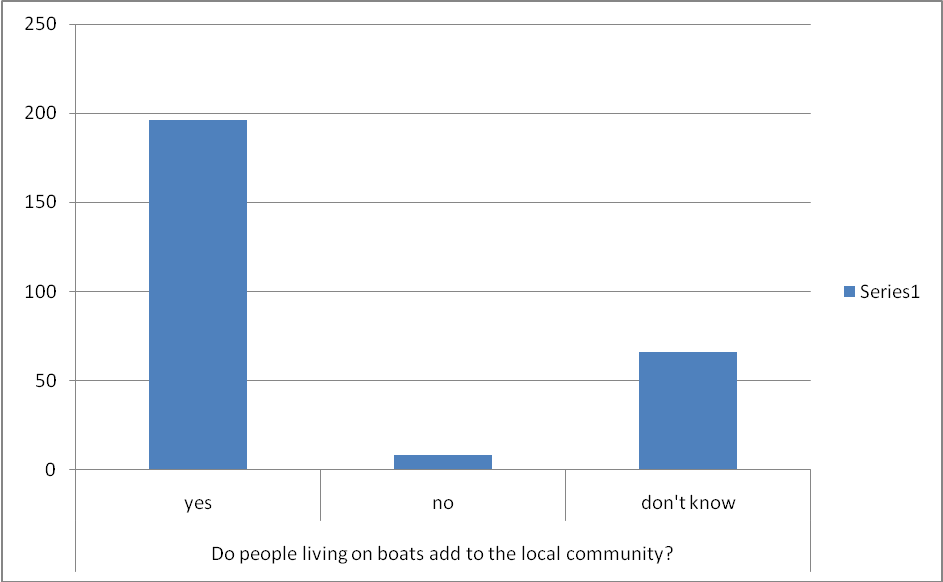 250
200
150
100
50
0
yes no don't know
Do people living on boats add to the local community?
Series1